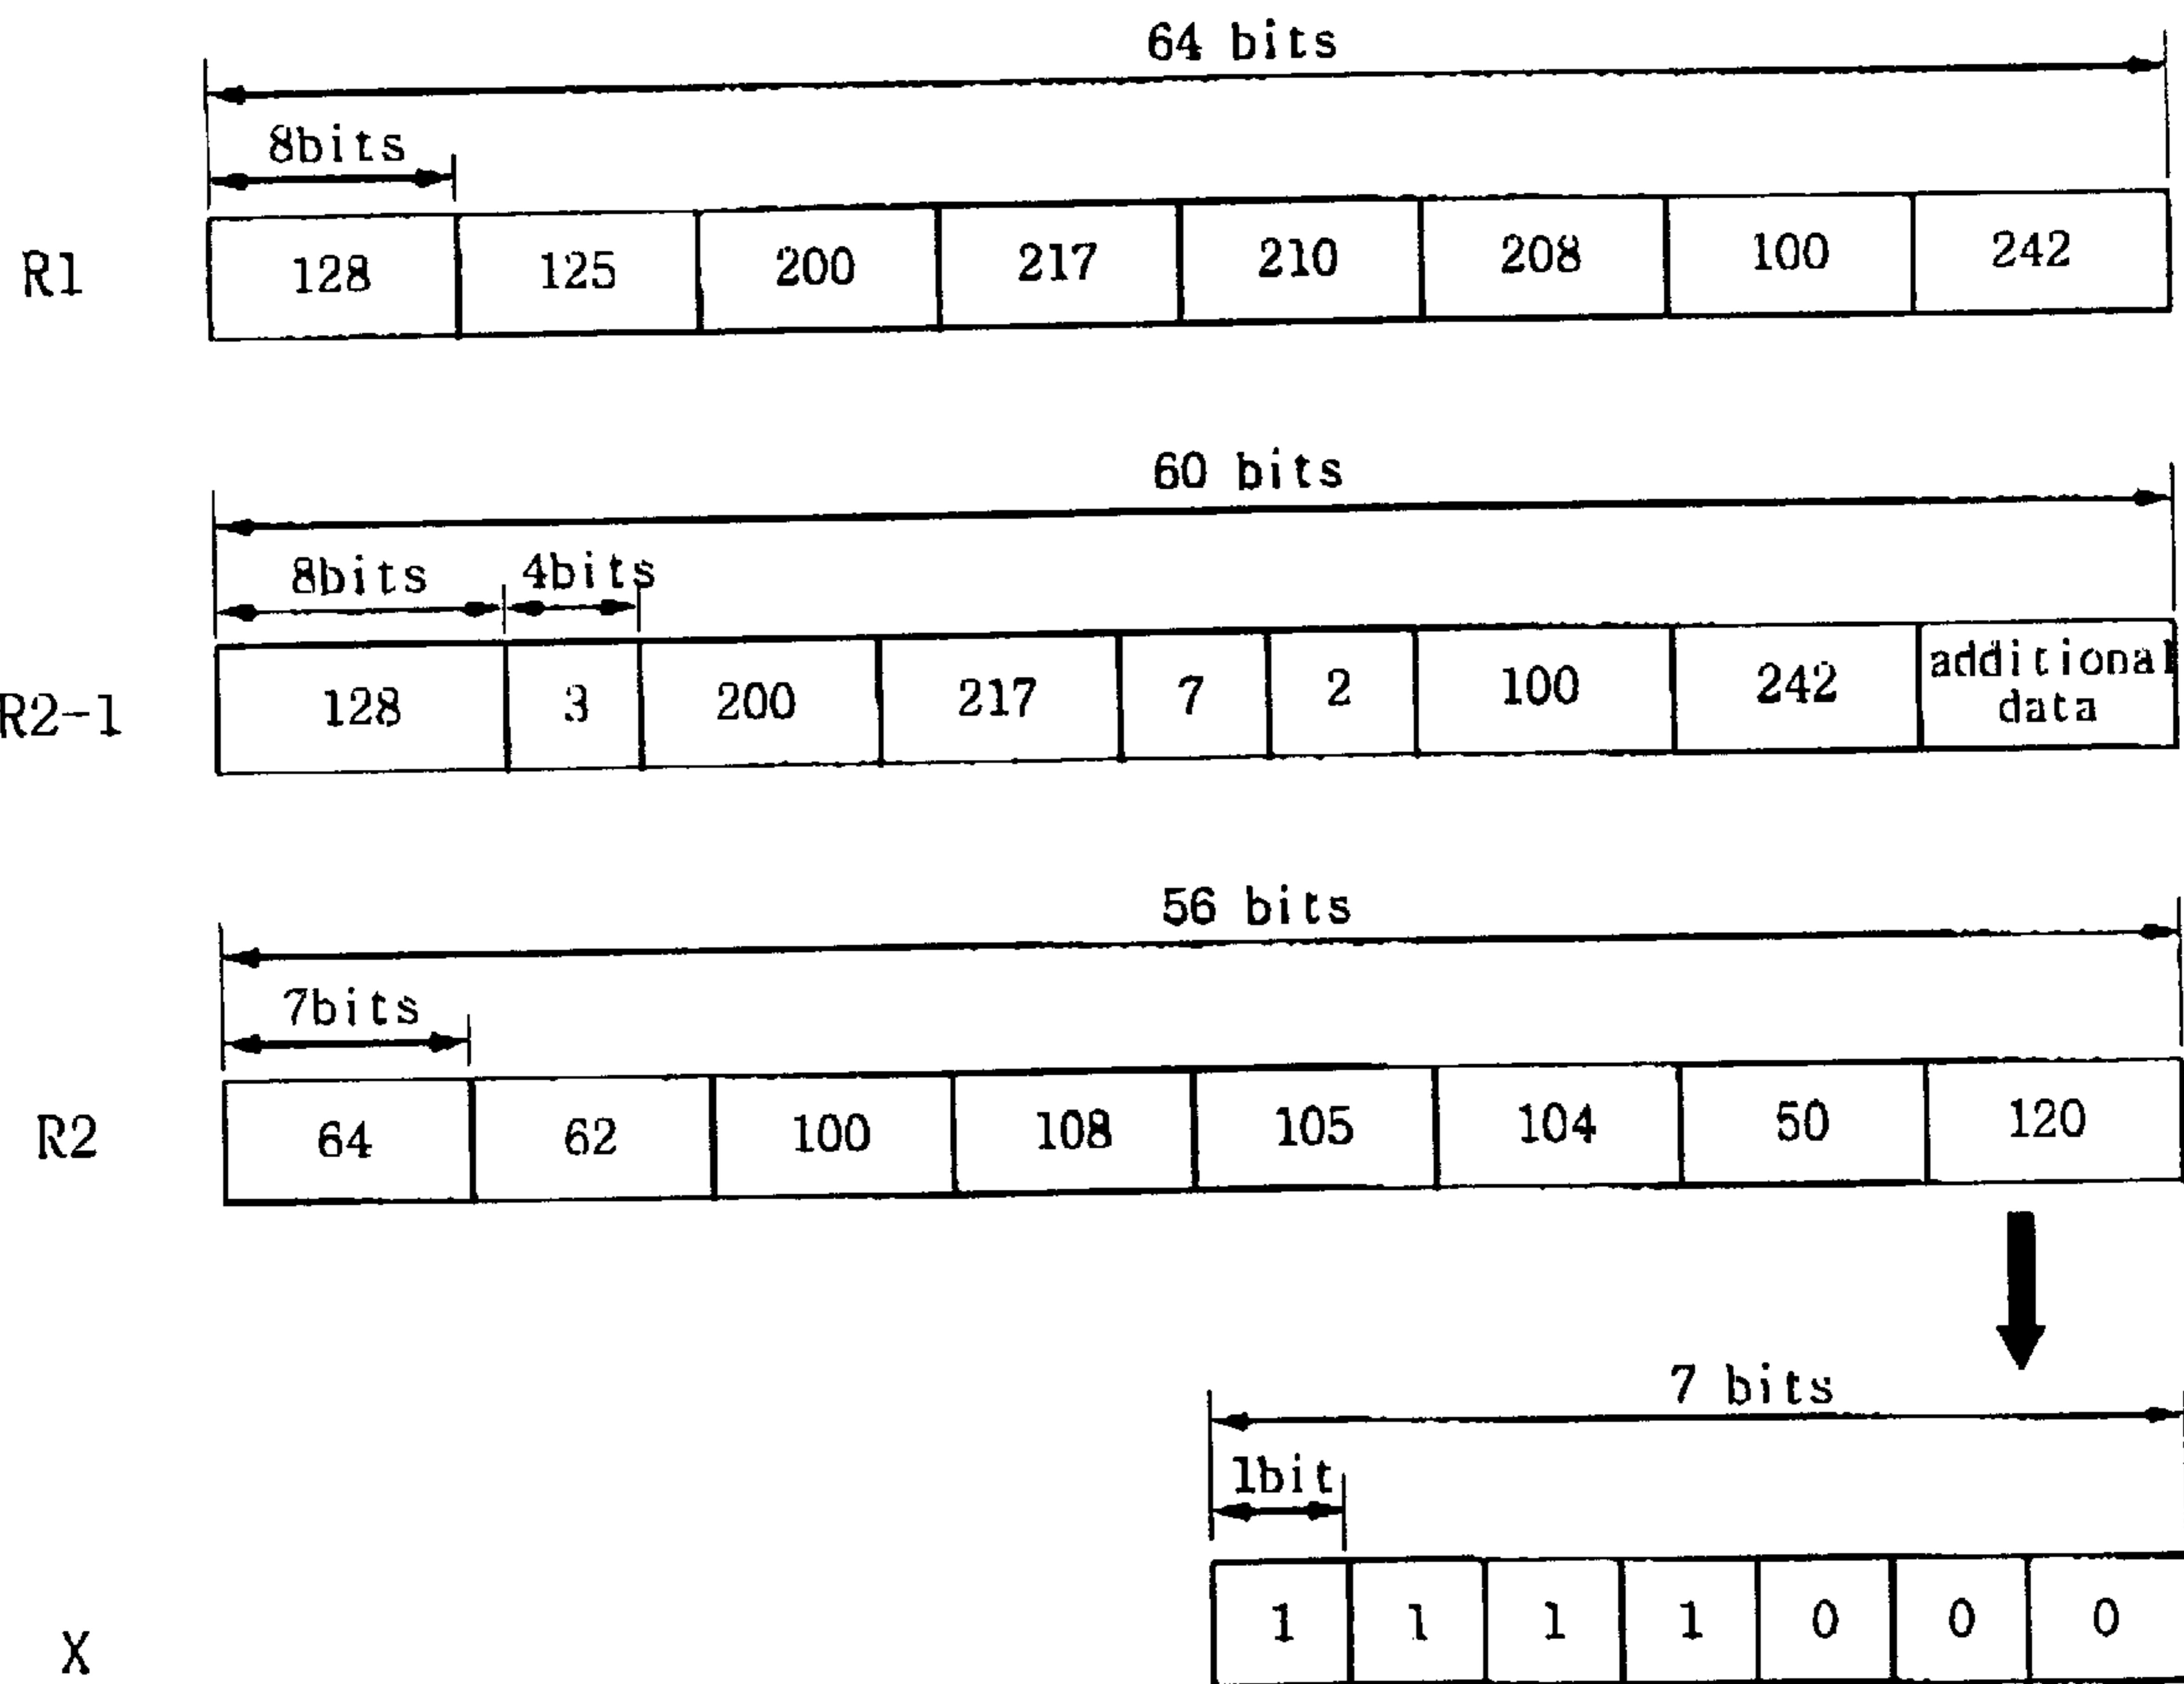 64 bits
8bits
R1 128 125 200 217 210 208 100 242
60 bits
8bits 4bits
R2-1 128 3 200 217 7 2 100 242 additional
data
56 bits
7bits
R2 64 62 100 108 105 104 50 120
7 bits
1bit
X 1 1 1 1 0 0 0